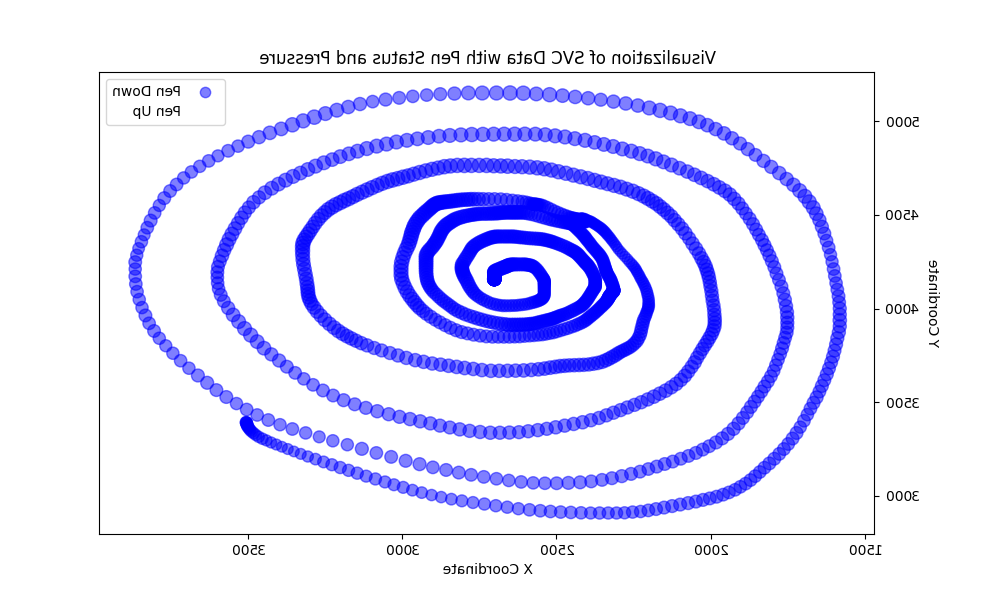 Visualization of SVC Data with Pen Status and Pressure
Pen Down
Pen Up
5000
4500
4000
3500
3000
Y Coordinate
3500
3000
2500
2000
1500
X Coordinate